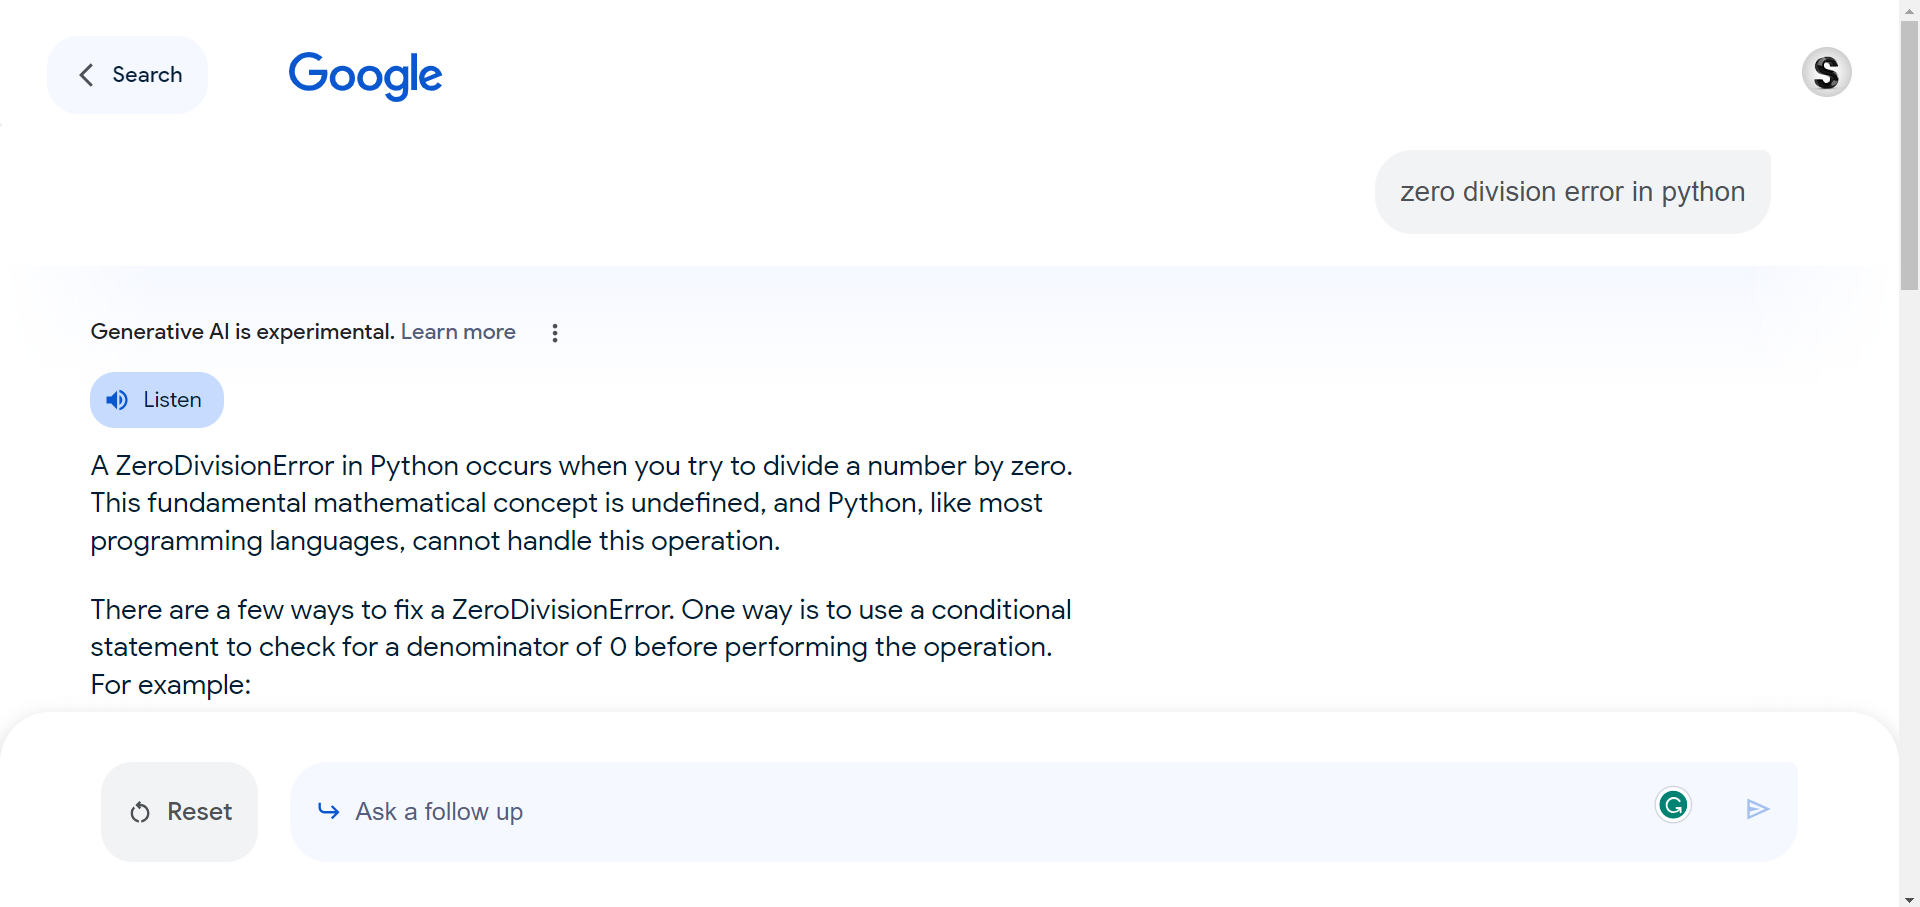 Search
Google
S
zero division error in python
Generative AI is experimental. Learn more
Listen
A ZeroDivisionError in Python occurs when you try to divide a number by zero.
This fundamental mathematical concept is undefined, and Python, like most
programming languages, cannot handle this operation.
There are a few ways to fix a ZeroDivisionError. One way is to use a conditional
statement to check for a denominator of 0 before performing the operation.
For example:
Reset
Ask a follow up